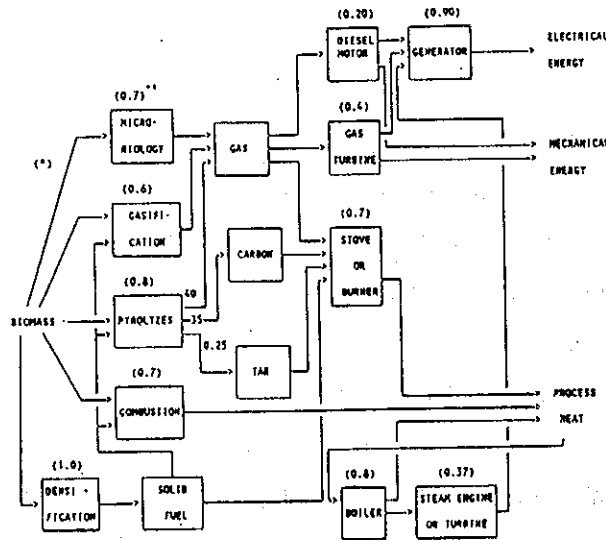 (0.20)
(0.90)
DIESEL
MOTOR
GENERATOR
ELECTRICAL
ENERGY
(0.7)
MICRO-
BIOLOGY
GAS
(0.4)
GAS
TURBINE
MECHANICAL
ENERGY
(*)
(0.6)
GASIFI-
CATION
CARBON
(0.7)
STOVE
OR
BURNER
(0.8)
40
BIOMASS
PYROLYZES
35
0.25
TAR
(0.7)
COMBUSTION
PROCESS
HEAT
(1.0)
DENSI-
FICATION
SOLID
FUEL
(0.8)
BOILER
(0.37)
STEAK ENGINE
OR TURBINE